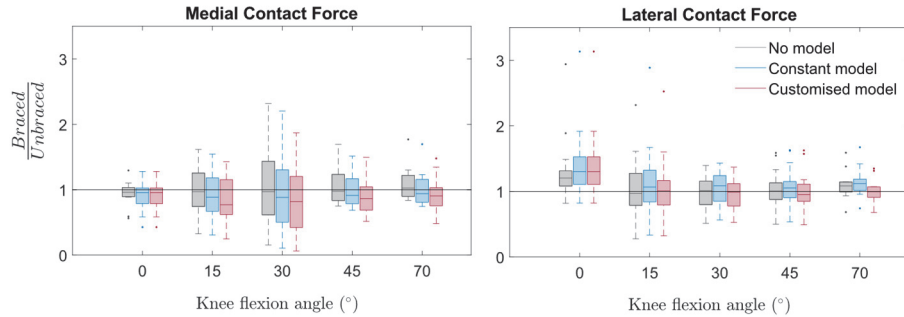 Medial Contact Force
Braced
Unbraced
3
2
1
0
0 15 30 45 70
Knee flexion angle (°)
Lateral Contact Force
3
2
1
0
No model
Constant model
Customised model
0 15 30 45 70
Knee flexion angle (°)